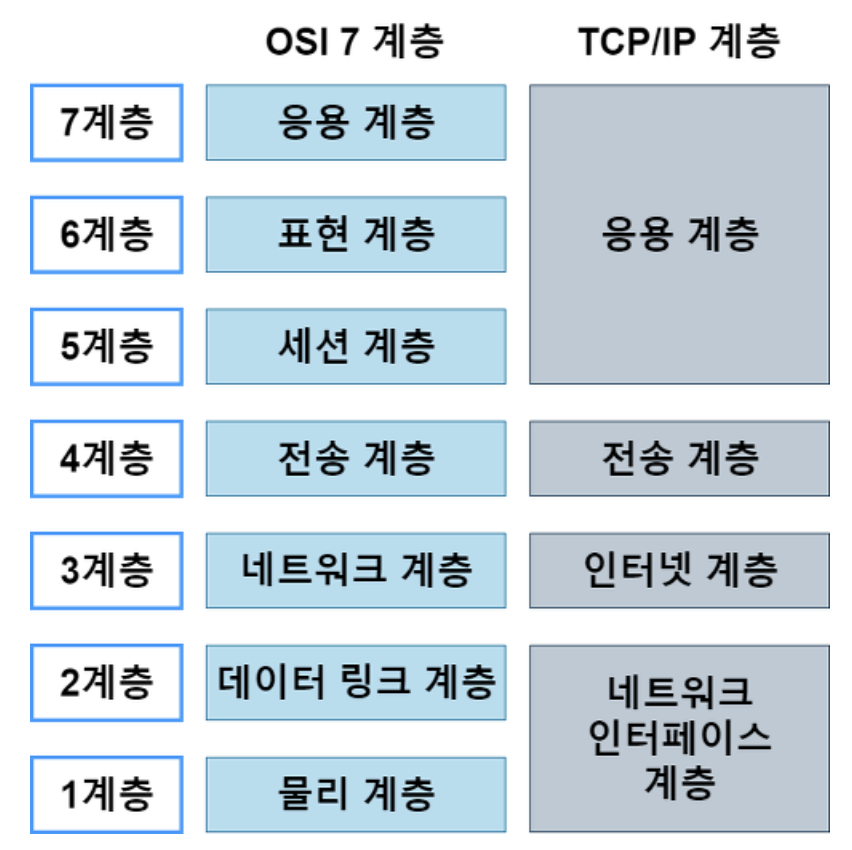 OSI 7 계층
TCP/IP 계층
7계층
응용 계층
응용 계층
6계층
표현 계층
5계층
세션 계층
4계층
전송 계층
전송 계층
3계층
네트워크 계층
인터넷 계층
2계층
데이터 링크 계층
네트워크
인터페이스
계층
1계층
물리 계층